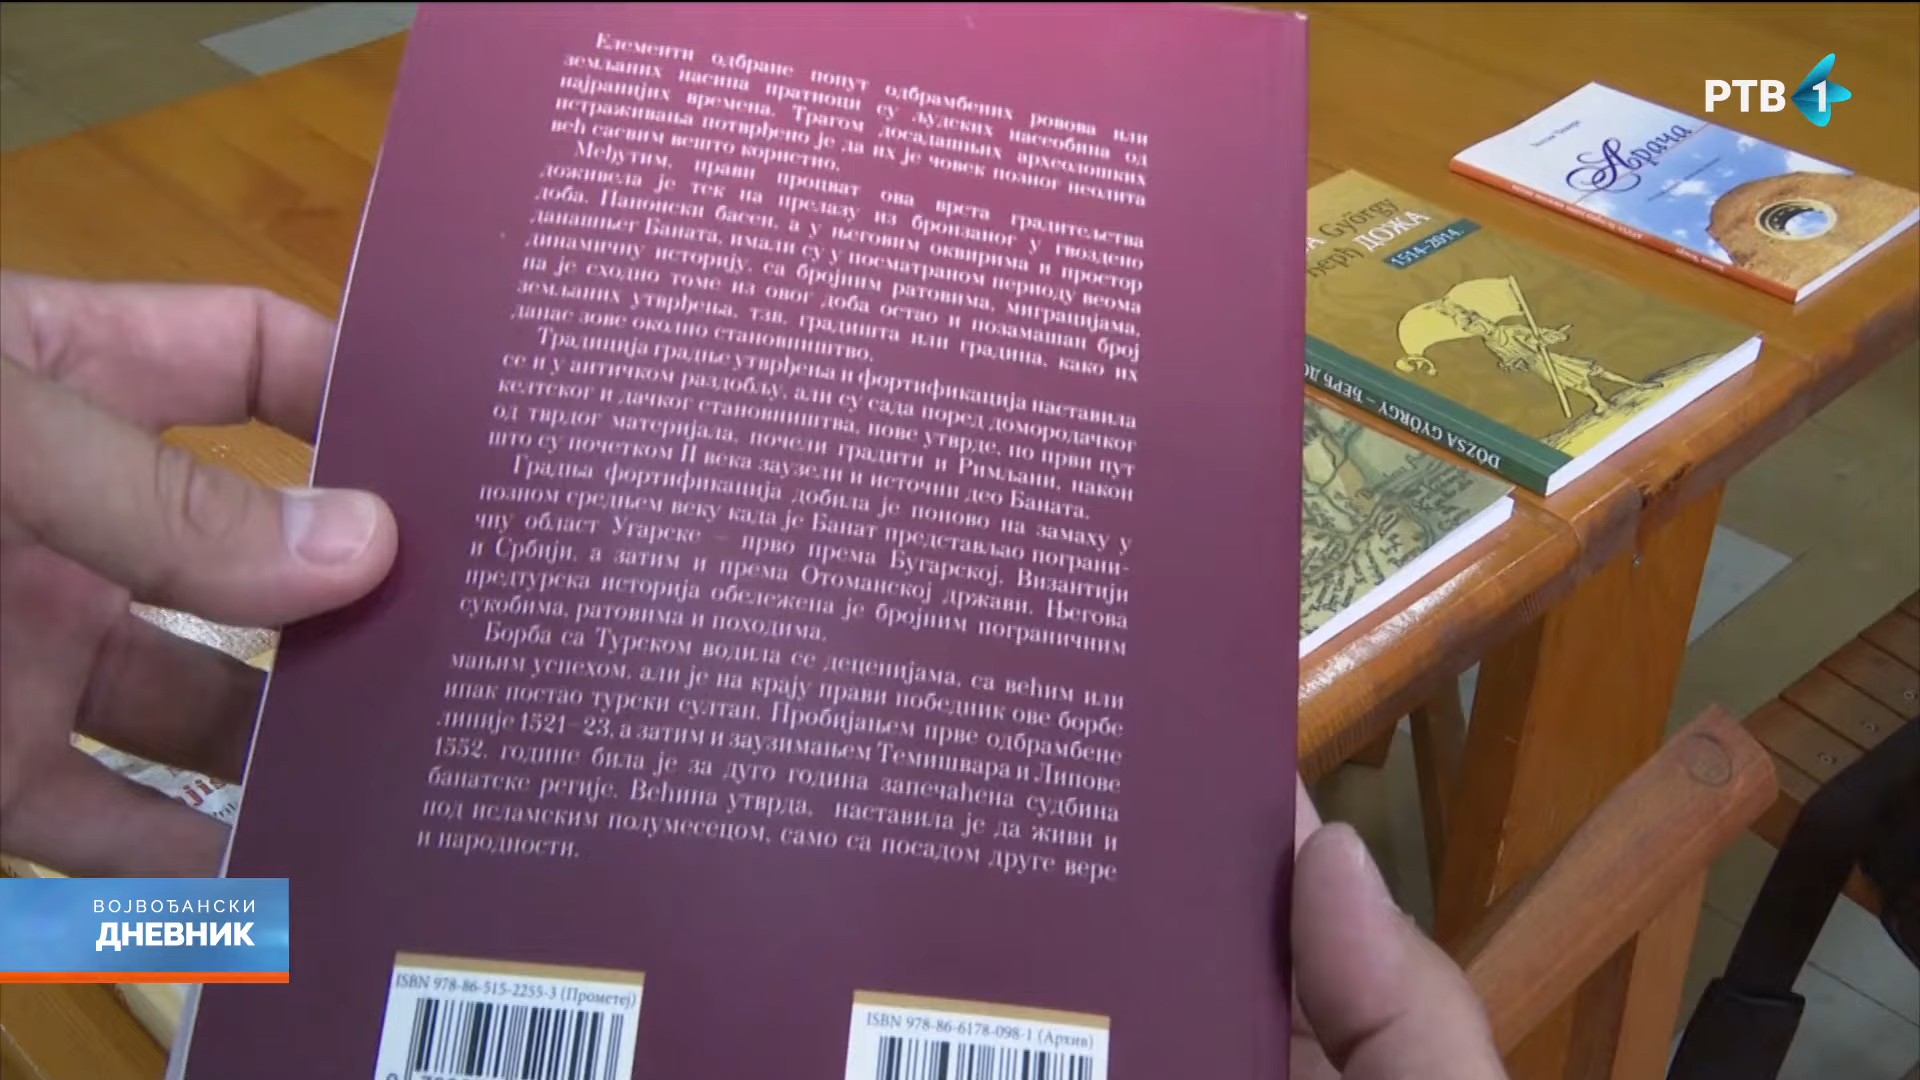 Елементи одбране попут одбрамбених ровова или
земљаних насипа пратиоци су људских насеобина од
најранијих времена. Трагом досадашњих археолошких
истраживања потврђено је да их је човек позног неолита
већ сасвим вешто користио.
Међутим, прави процват ова врста градитељства
доживела је тек на прелазу из бронзаног у гвоздено
доба. Панонски басен, а у његовим оквирима и простор
данашњег Баната, имали су у посматраном периоду веома
динамичну историју, са бројним ратовима, миграцијама,
па је сходно томе из овог доба остао и позамашан број
земљаних утврђења, тзв. градишта или градина, како их
данас зове околно становништво.
Традиција градње утврђења и фортификација наставила
се и у античком раздобљу, али су сада поред домородачког
келтског и дачког становништва, нове утврде, по први пут
од тврдог материјала, почели градити и Римљани, након
што су почетком II века заузели и источни део Баната.
Градња фортификација добила је поново на замаху у
позном средњем веку када је Банат представљао погранич-
ну област Угарске – прво према Бугарској, Византији
и Србији, а затим и према Отоманској држави. Његова
предтурска историја обележена је бројним пограничним
сукобима, ратовима и походима.
Борба са Турском водила се деценијама, са већим или
мањим успехом, али је на крају прави победник ове борбе
ипак постао турски султан. Пробијањем прве одбрамбене
линије 1521–23, а затим и заузимањем Темишвара и Липове
1552. године била је за дуго година запечаћена судбина
банатске регије. Већина утврда, наставила је да живи и
под исламским полумесецом, само са посадом друге вере
и народности.
ISBN 978-86-515-2255-3 (Прометеј)
ISBN 978-86-6178-098-1 (Архив)
РТВ 1
Арача
György
ДОЖА
1514–2014.
DÓZSA GYÖRGY – ЂЕРЂ ДО
ВОЈВОЂАНСКИ
ДНЕВНИК